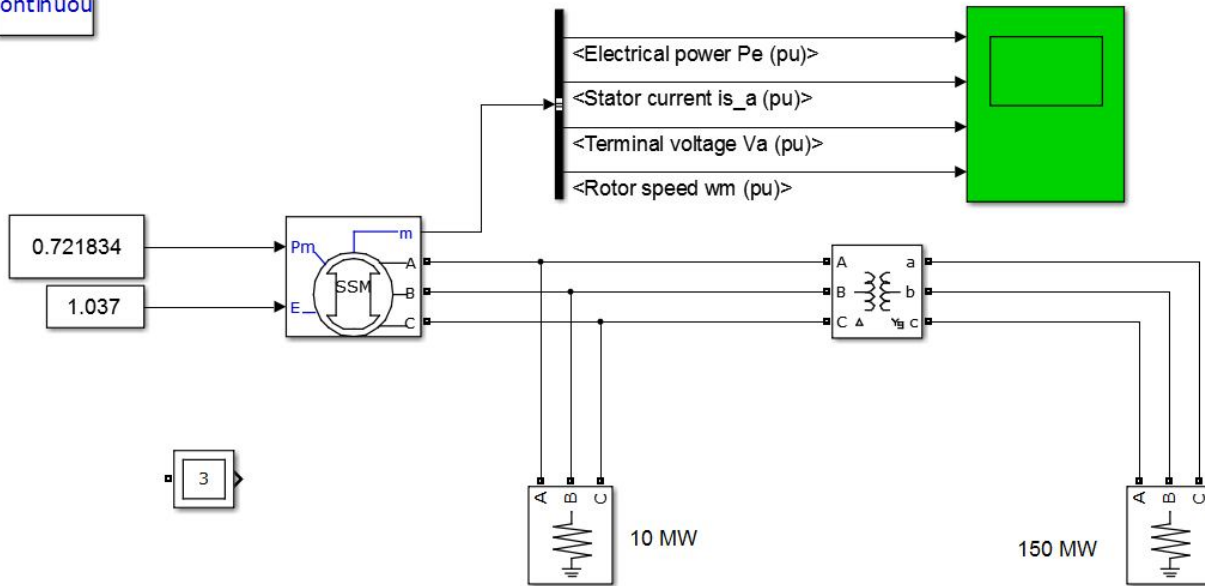 ontinuou
<Electrical power Pe (pu)>
<Stator current is_a (pu)>
<Terminal voltage Va (pu)>
<Rotor speed wm (pu)>
0.721834
1.037
Pm
m
SSM
E
A
B
C
A
B
C
Δ
a
b
Yg c
3
A B C
10 MW
A B C
150 MW